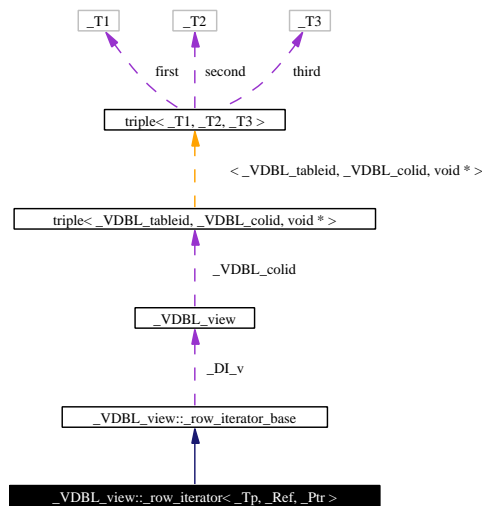 _T1 _T2 _T3
first second third
triple< _T1, _T2, _T3 >
< _VDBL_tableid, _VDBL_colid, void * >
triple< _VDBL_tableid, _VDBL_colid, void * >
_VDBL_colid
_VDBL_view
_DI_v
_VDBL_view::_row_iterator_base
_VDBL_view::_row_iterator< _Tp, _Ref, _Ptr >